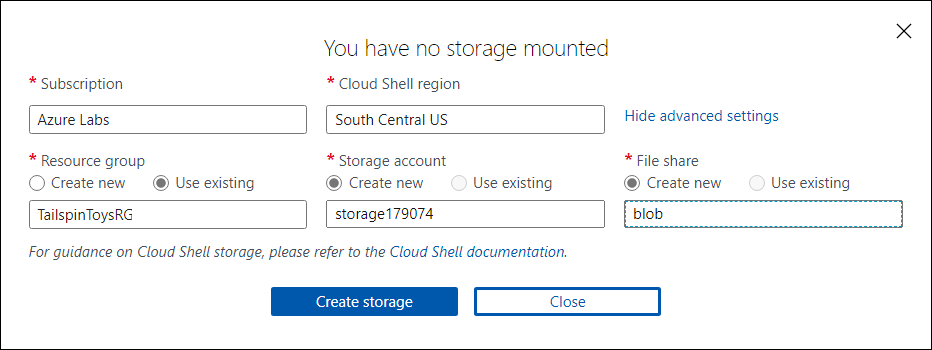 You have no storage mounted
* Subscription
* Cloud Shell region
Azure Labs
South Central US
Hide advanced settings
* Resource group
* Storage account
* File share
Create new Use existing
Create new Use existing
Create new Use existing
TailspinToysRG
storage179074
blob
For guidance on Cloud Shell storage, please refer to the Cloud Shell documentation.
Create storage
Close